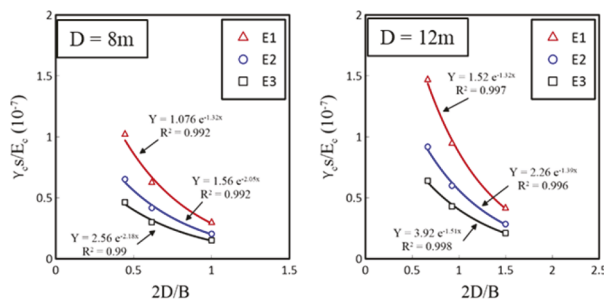 D = 8m
E1
E2
E3
Y = 1.076 e-1.32x
R² = 0.992
Y = 1.56 e-2.05x
R² = 0.992
Y = 2.56 e-2.18x
R² = 0.99
2
1.5
1
0.5
0
0
0.5
1
1.5
2D/B
Ycs/Ec (10-7)
D = 12m
E1
E2
E3
Y = 1.52 e-1.32x
R² = 0.997
Y = 2.26 e-1.39x
R² = 0.996
Y = 3.92 e-1.51x
R² = 0.998
2
1.5
1
0.5
0
0
0.5
1
1.5
2
2.5
2D/B
Ycs/Ec (10-7)